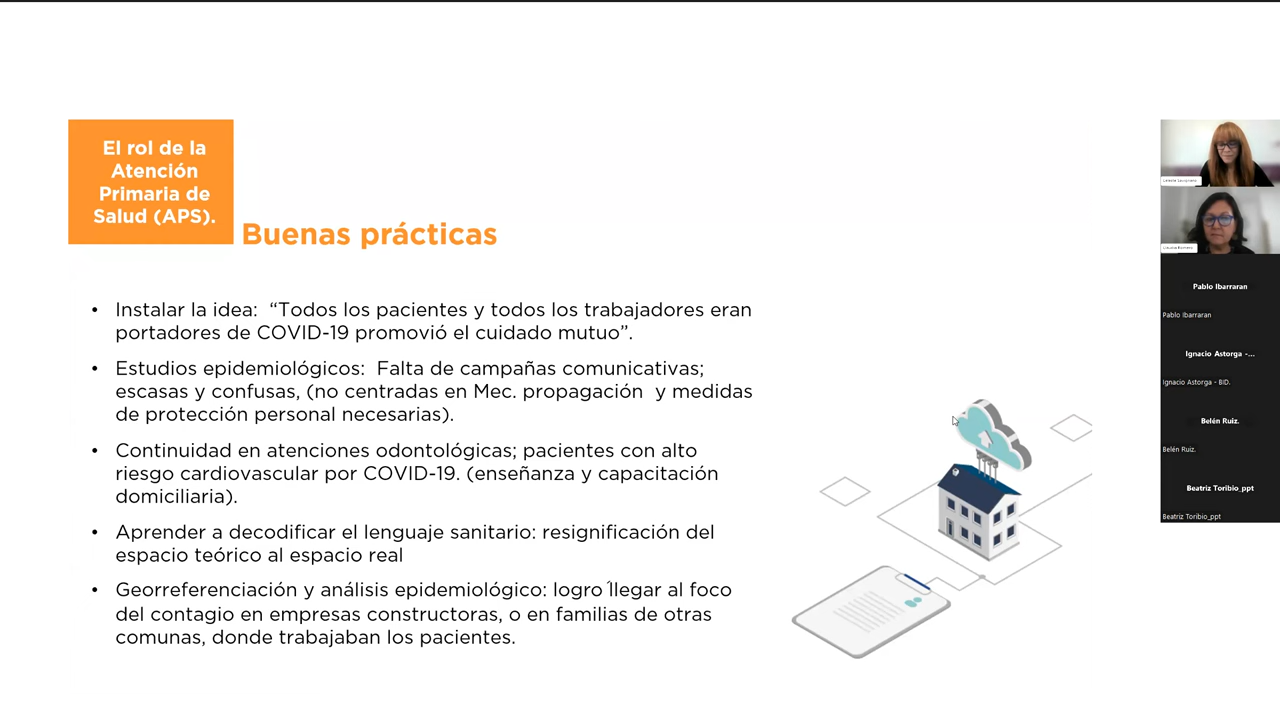 El rol de la
Atención
Primaria de
Salud (APS).
Buenas prácticas
• Instalar la idea:  “Todos los pacientes y todos los trabajadores eran
portadores de COVID-19 promovió el cuidado mutuo”.
• Estudios epidemiológicos:  Falta de campañas comunicativas;
escasas y confusas, (no centradas en Mec. propagación  y medidas
de protección personal necesarias).
• Continuidad en atenciones odontológicas; pacientes con alto
riesgo cardiovascular por COVID-19. (enseñanza y capacitación
domiciliaria).
• Aprender a decodificar el lenguaje sanitario: resignificación del
espacio teórico al espacio real
• Georreferenciación y análisis epidemiológico: logro ́llegar al foco
del contagio en empresas constructoras, o en familias de otras
comunas, donde trabajaban los pacientes.
Pablo Ibarraran
Pablo Ibarraran
Ignacio Astorga -...
Ignacio Astorga - BID.
Belén Ruiz.
Belén Ruiz.
Beatriz Toribio_ppt
Beatriz Toribio_ppt